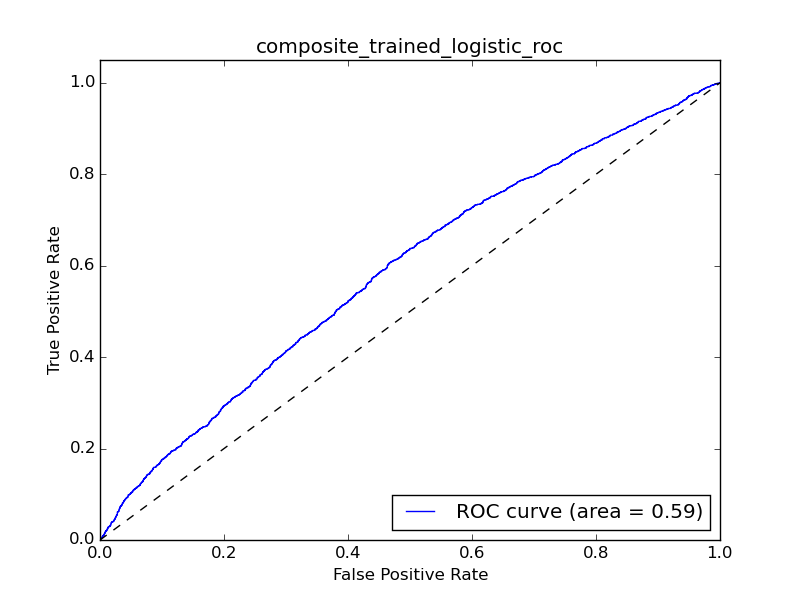 composite_trained_logistic_roc
True Positive Rate
1.0
0.8
0.6
0.4
0.2
0.0
0.0 0.2 0.4 0.6 0.8 1.0
False Positive Rate
ROC curve (area = 0.59)